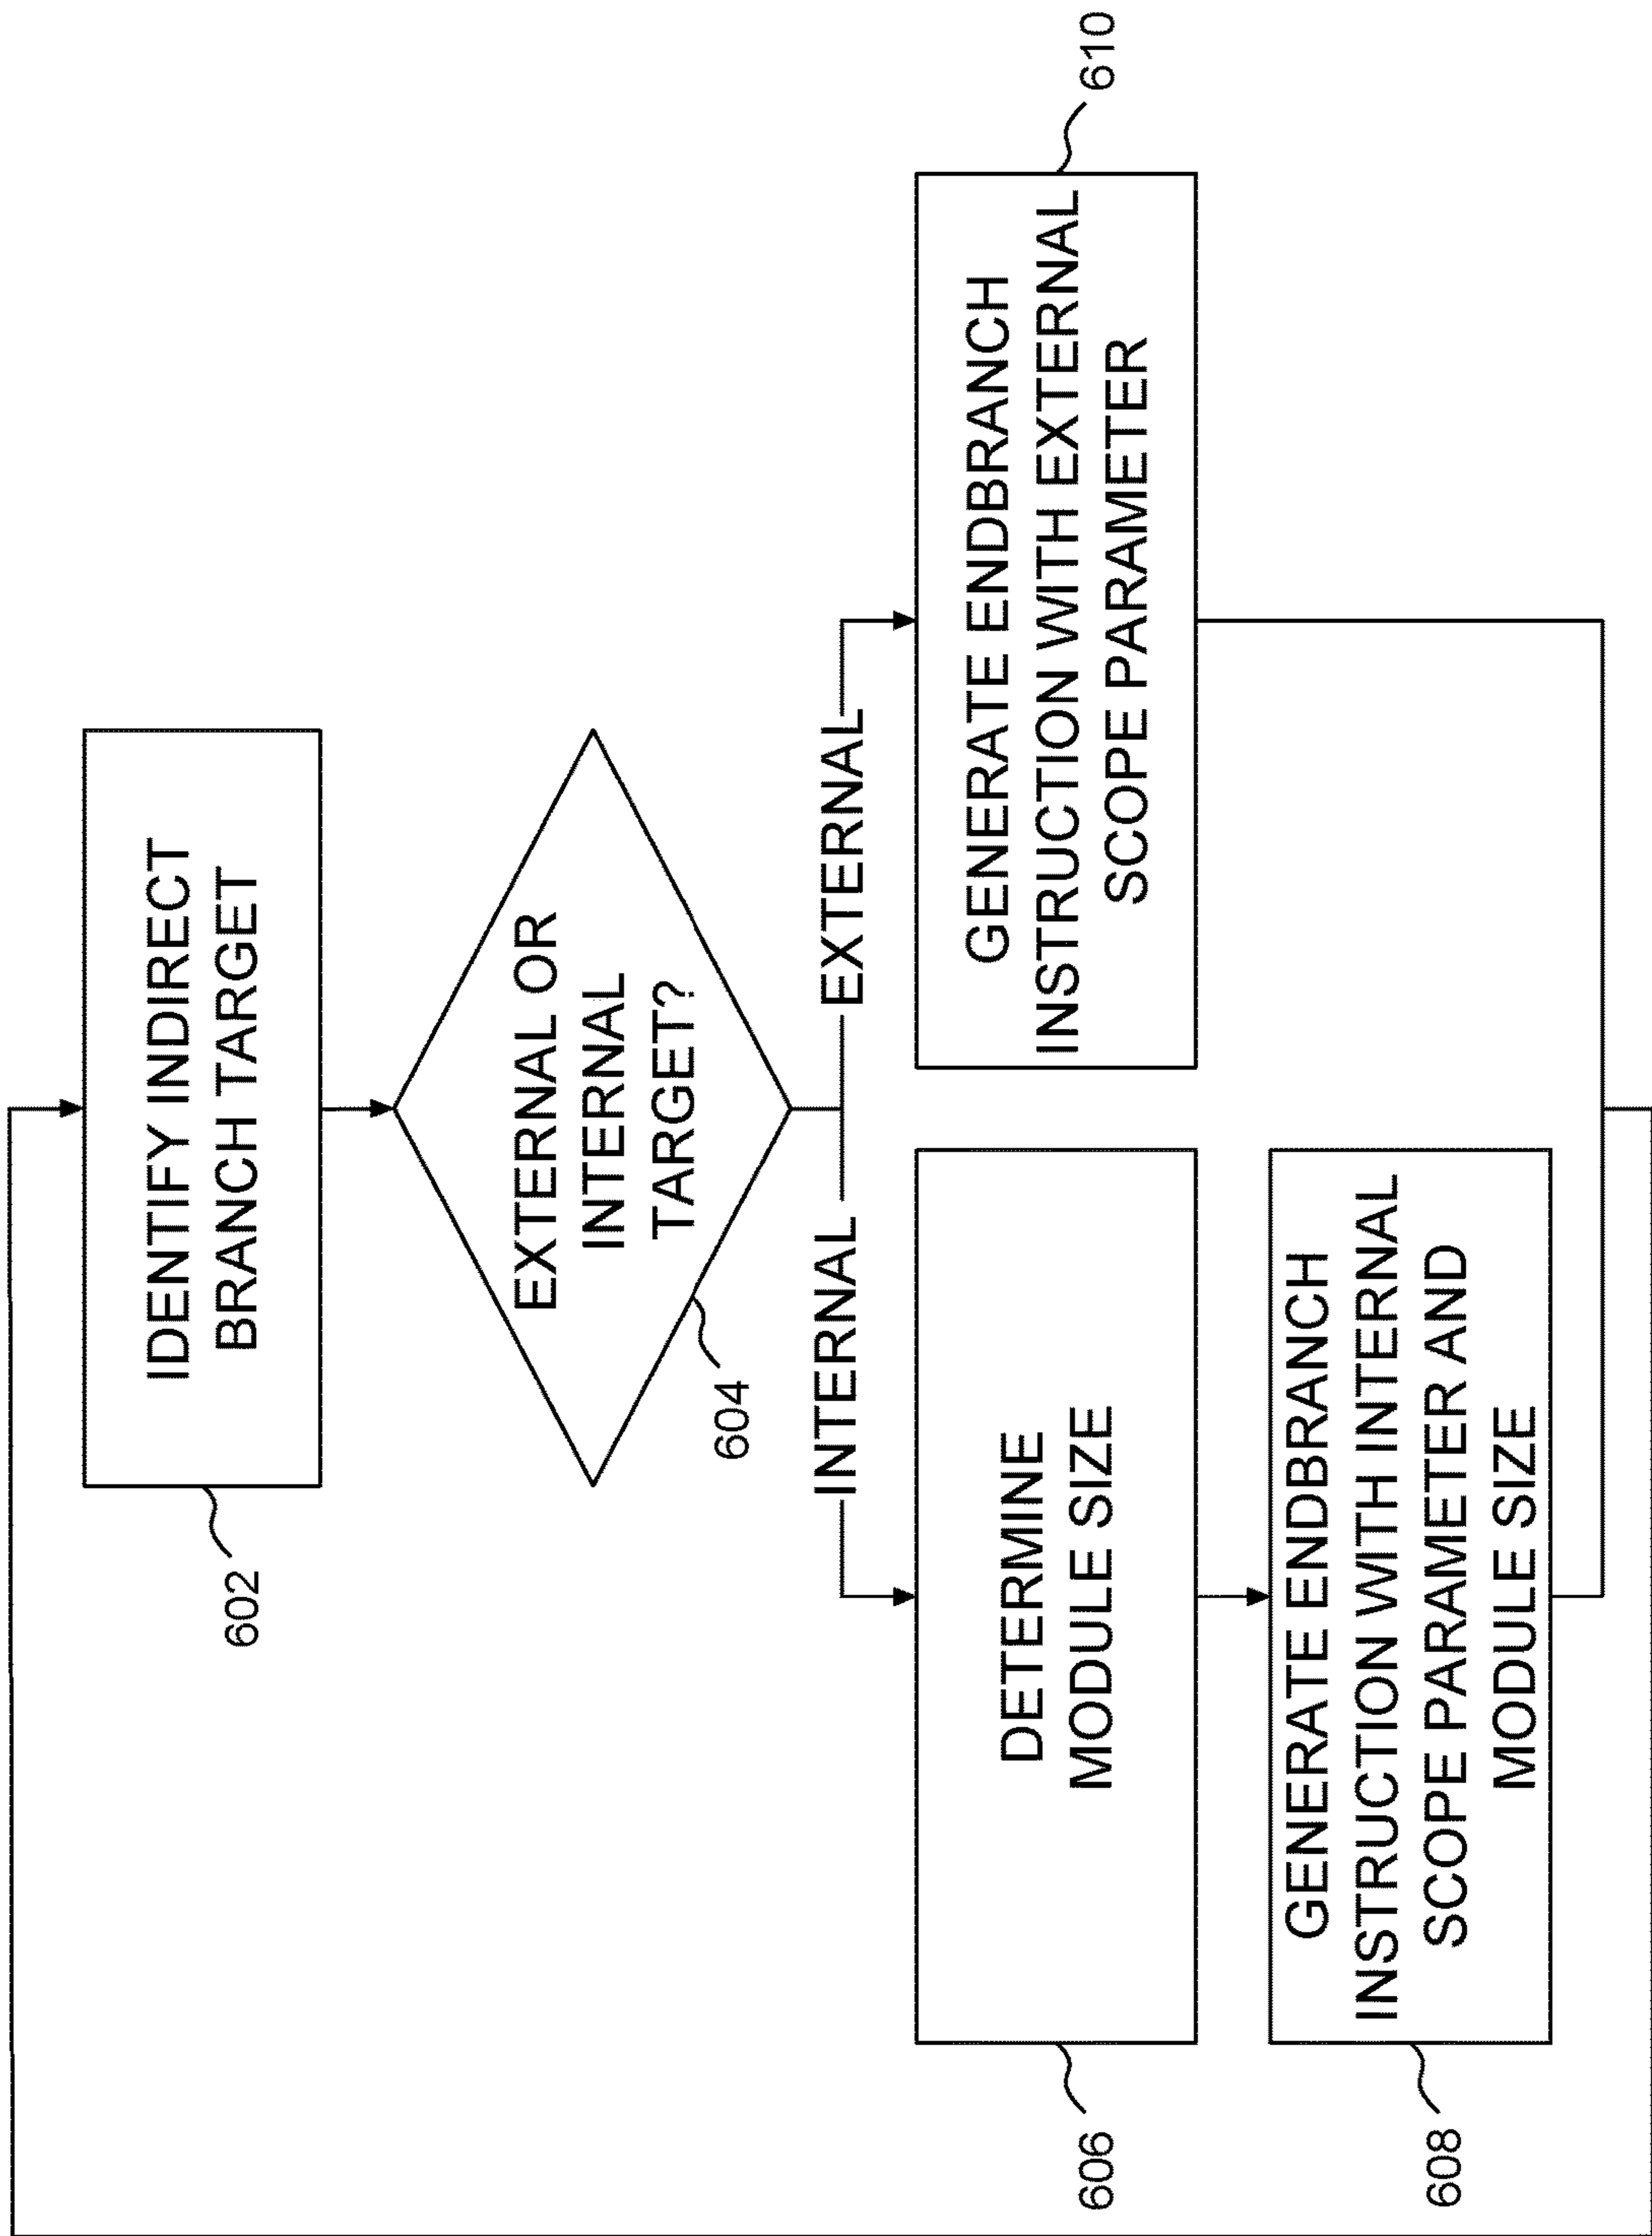 IDENTIFY INDIRECT
BRANCH TARGET
602
EXTERNAL OR
INTERNAL
TARGET?
604
INTERNAL
EXTERNAL
DETERMINE
MODULE SIZE
606
GENERATE ENDBRANCH
INSTRUCTION WITH INTERNAL
SCOPE PARAMETER AND
MODULE SIZE
608
GENERATE ENDBRANCH
INSTRUCTION WITH EXTERNAL
SCOPE PARAMETER
610